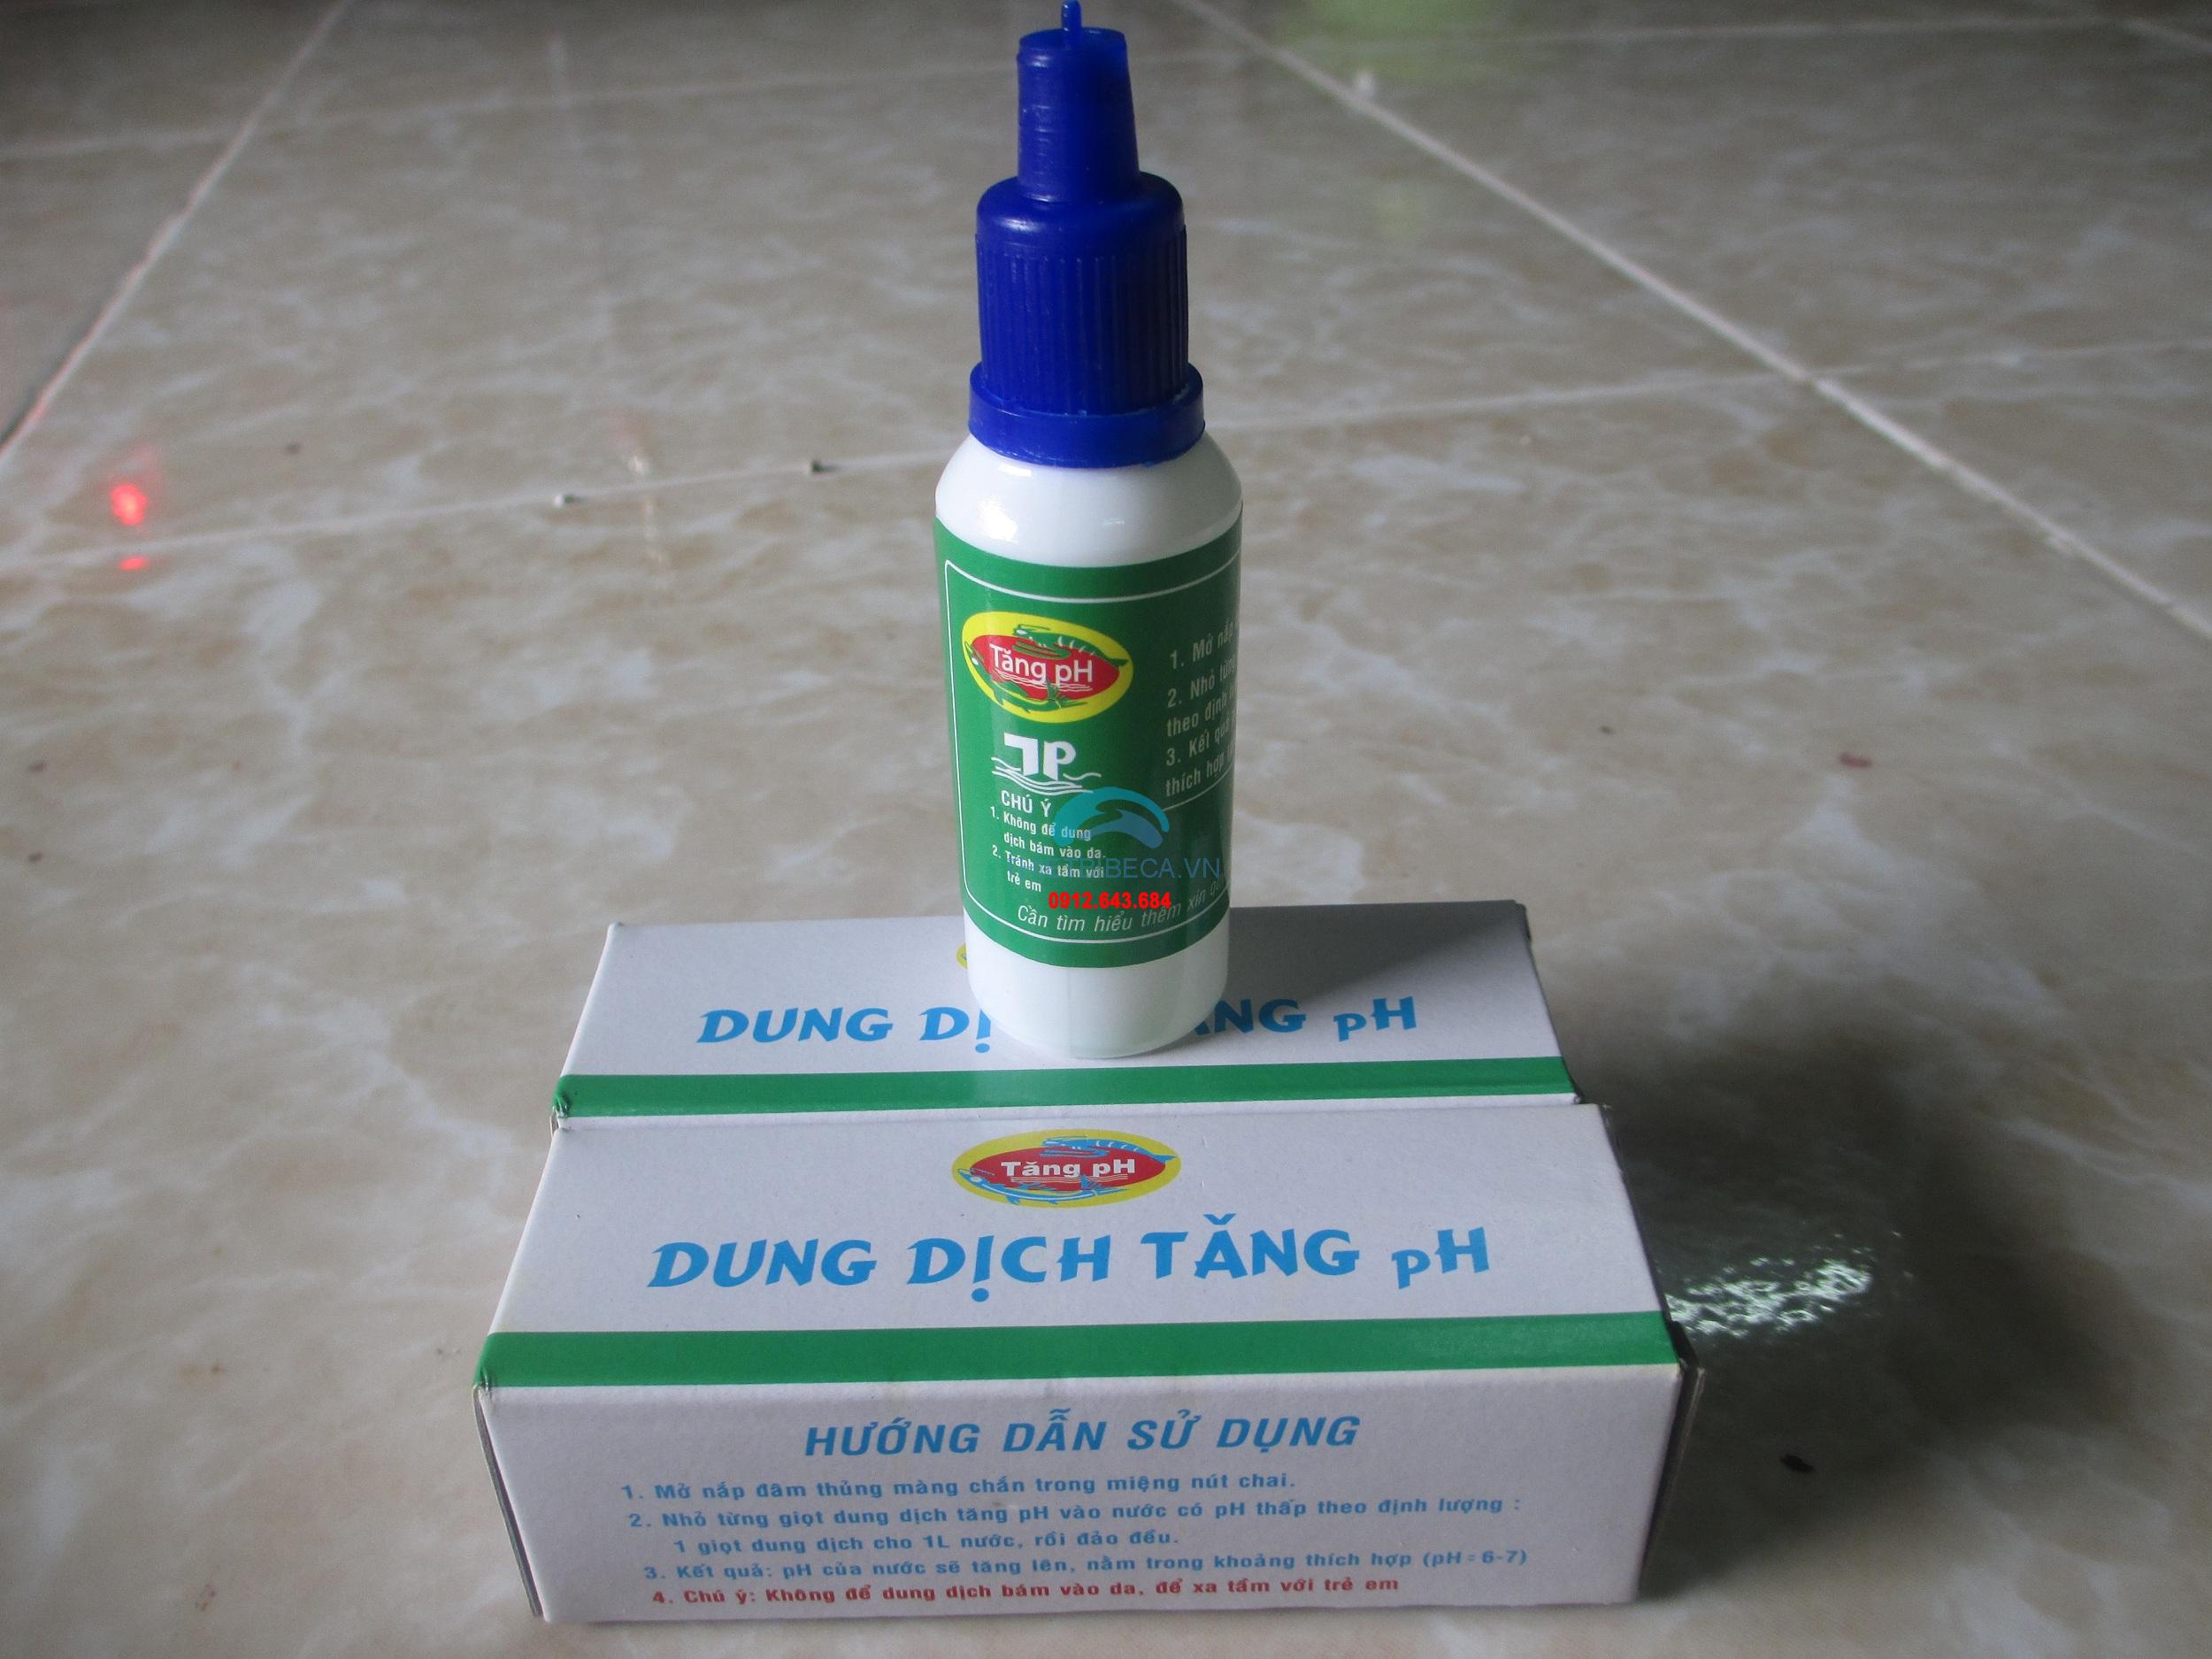 Tăng pH
JP
CHÚ Ý
1. Không để dung
dịch bám vào da.
2. Tránh xa tầm với
trẻ em
Cần tìm hiểu thêm xin
1. Mở nắp
2. Nhỏ từng
theo định
3. Kết quả
thích hợp
BECA.VN
0912.643.684
DUNG pH
Tăng pH
DUNG DỊCH TĂNG pH
HƯỚNG DẪN SỬ DỤNG
1. Mở nắp đâm thủng màng chắn trong miệng nút chai.
2. Nhỏ từng giọt dung dịch tăng pH vào nước có pH thấp theo định lượng :
1 giọt dung dịch cho 1L nước, rồi đảo đều.
3. Kết quả: pH của nước sẽ tăng lên, nằm trong khoảng thích hợp (pH = 6-7)
4. Chú ý: Không để dung dịch bám vào da, để xa tầm với trẻ em